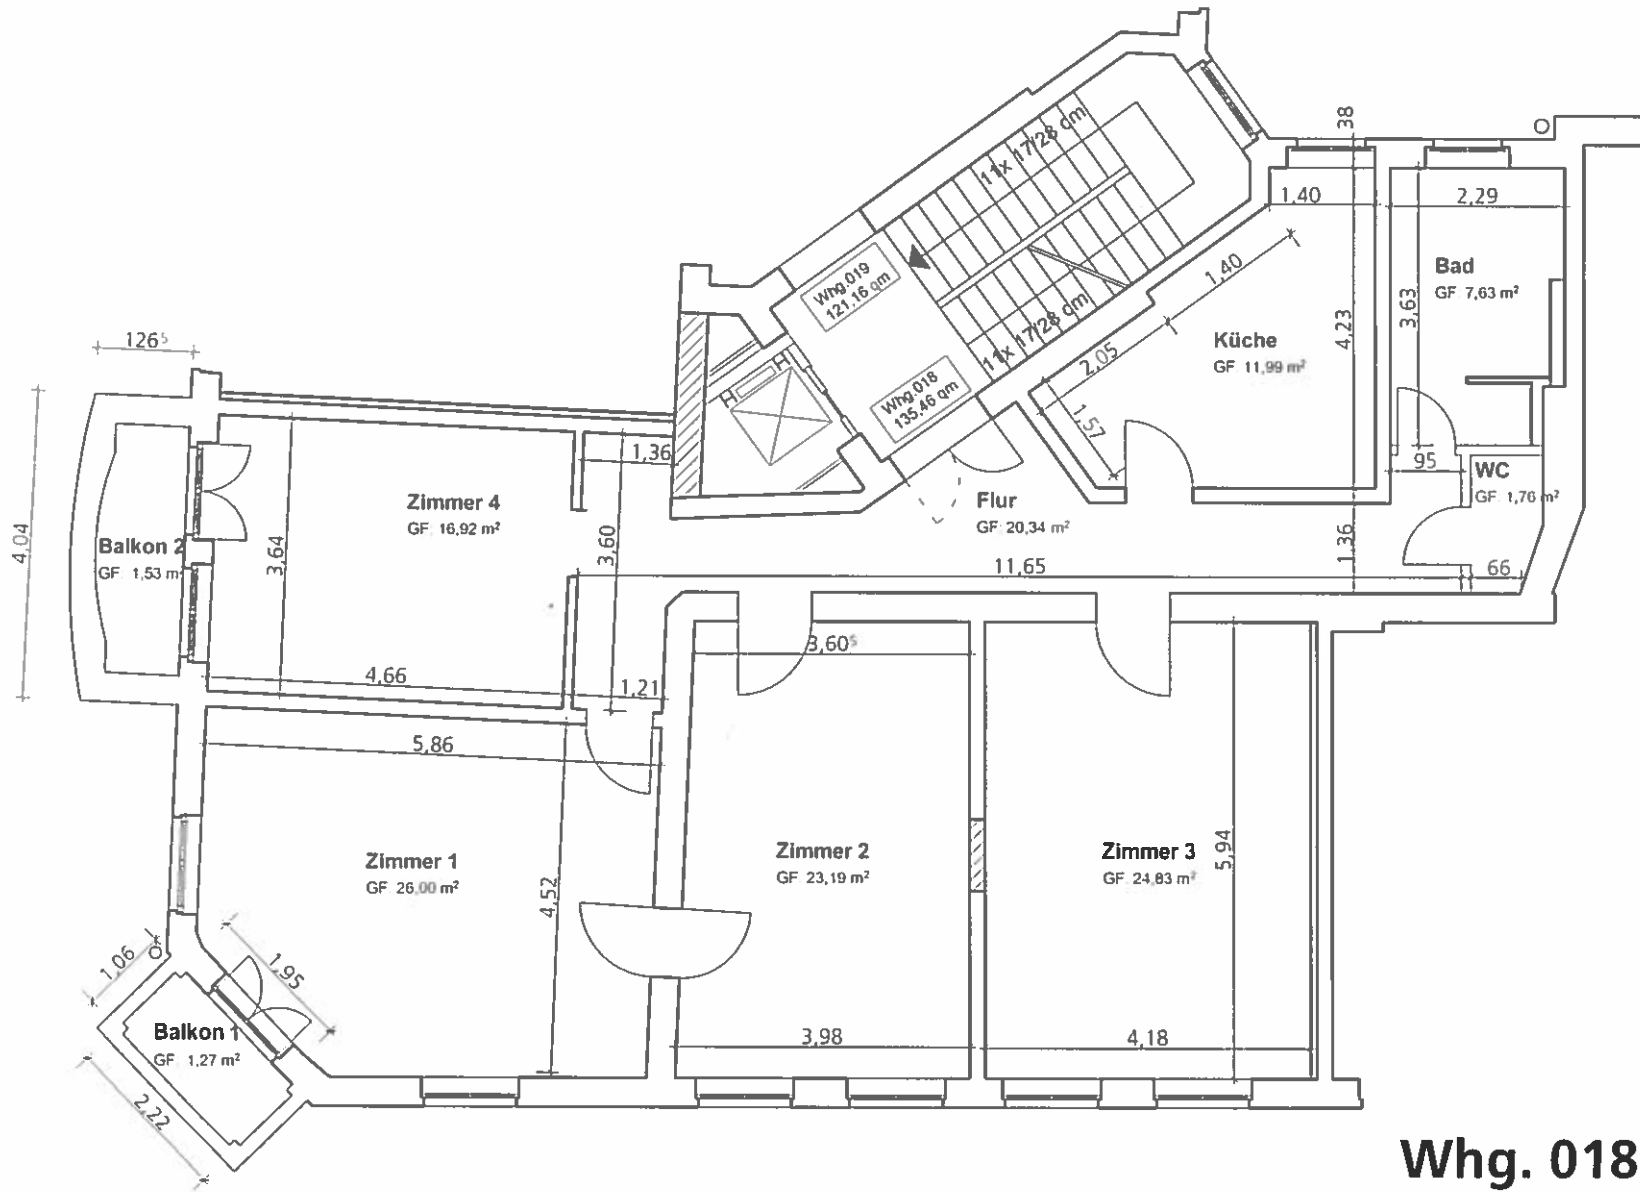 38
11x 17/28 cm
1,40
2,29
Whg.019
121,16 qm
1,40
Bad
GF: 7,63 m²
3,63
4,23
11x 17/28 cm
2,05
Küche
GF: 11,99 m²
126⁵
Whg.018
135,46 qm
1,57
1,36
95
WC
GF: 1,76 m²
Zimmer 4
GF: 16,92 m²
Flur
GF: 20,34 m²
4,04
Balkon 2
GF: 1,53 m
3,64
3,60
1,36
11,65
66
3,60⁵
4,66
1,21
5,86
Zimmer 1
GF: 26,00 m²
4,52
Zimmer 2
GF: 23,19 m²
Zimmer 3
GF: 24,83 m²
5,94
1,06
1,95
Balkon 1
GF: 1,27 m²
3,98
4,18
2,22
Whg. 018